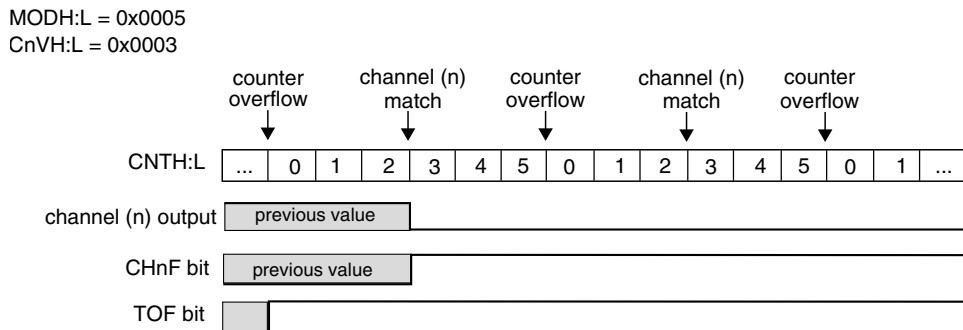 MODH:L = 0x0005
CnVH:L = 0x0003
counter overflow
channel (n) match
counter overflow
channel (n) match
counter overflow
CNTH:L ... 0 1 2 3 4 5 0 1 2 3 4 5 0 1 ...
channel (n) output previous value
CHnF bit previous value
TOF bit